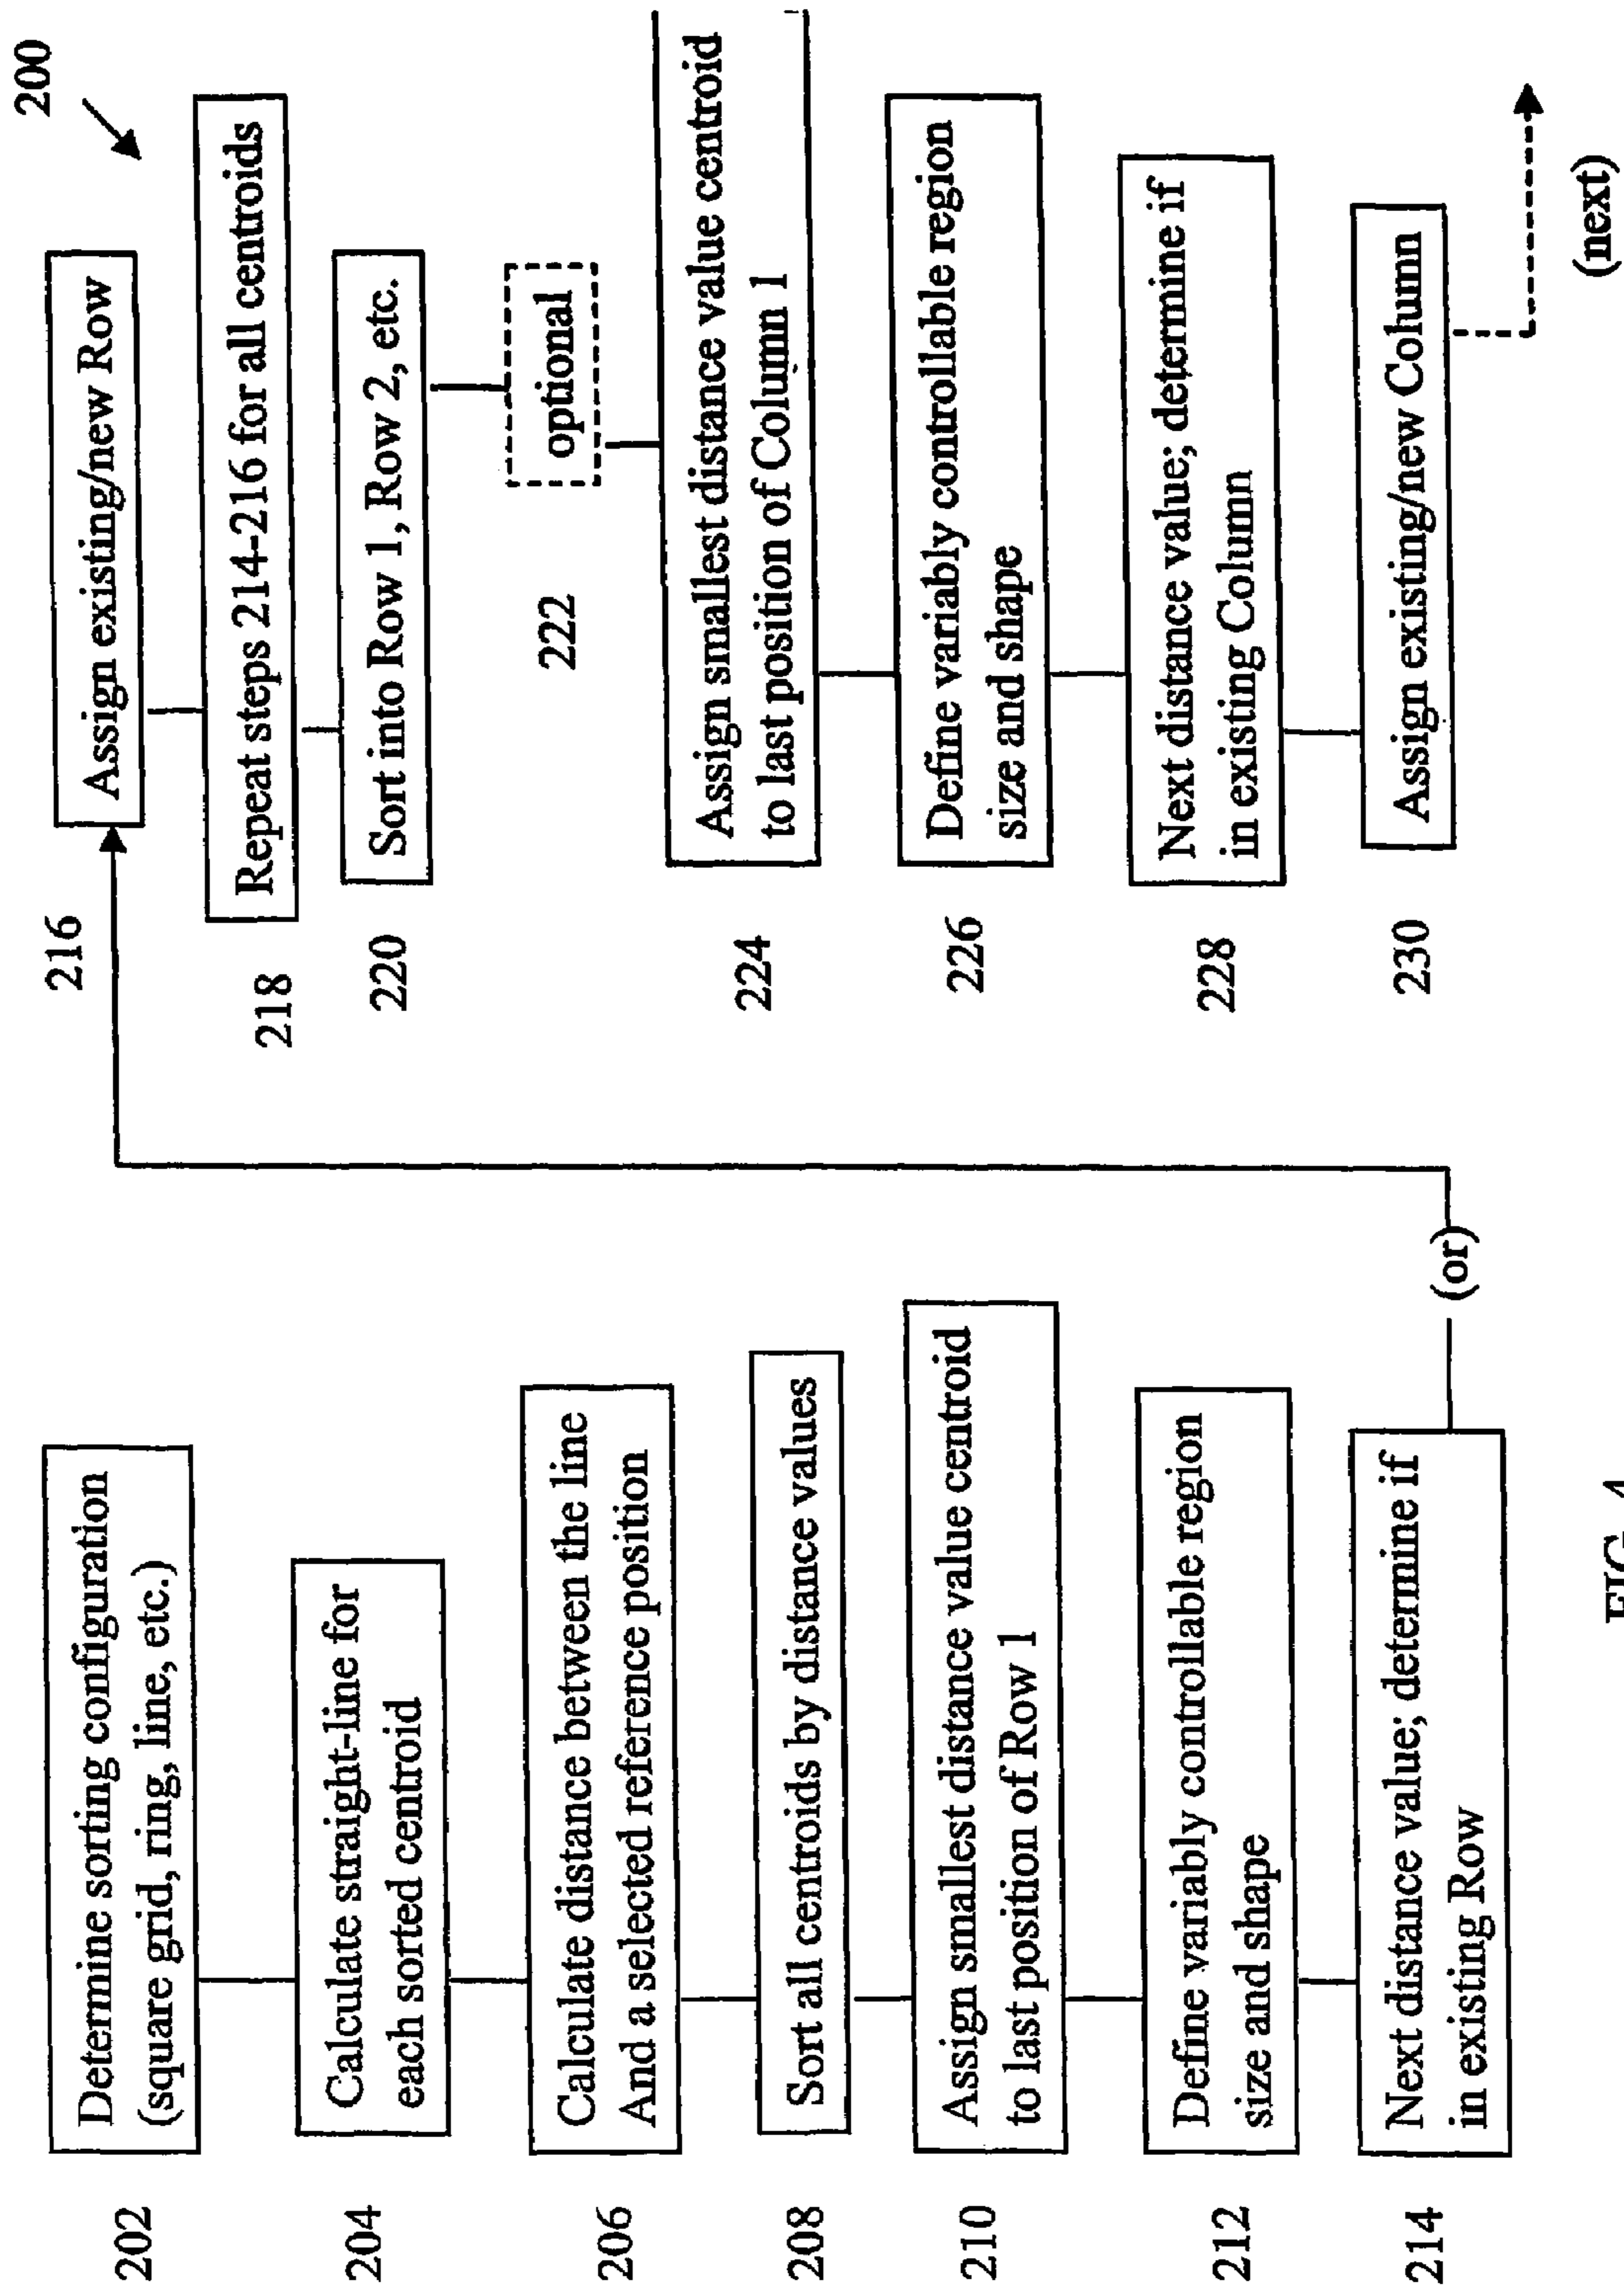 200
202
Determine sorting configuration
(square grid, ring, line, etc.)
204
Calculate straight-line for
each sorted centroid
206
Calculate distance between the line
And a selected reference position
208
Sort all centroids by distance values
210
Assign smallest distance value centroid
to last position of Row 1
212
Define variably controllable region
size and shape
214
Next distance value; determine if
in existing Row
(or)
216
Assign existing/new Row
218
Repeat steps 214-216 for all centroids
220
Sort into Row 1, Row 2, etc.
222
optional
224
Assign smallest distance value centroid
to last position of Column 1
226
Define variably controllable region
size and shape
228
Next distance value; determine if
in existing Column
230
Assign existing/new Column
(next)
FIG. 4